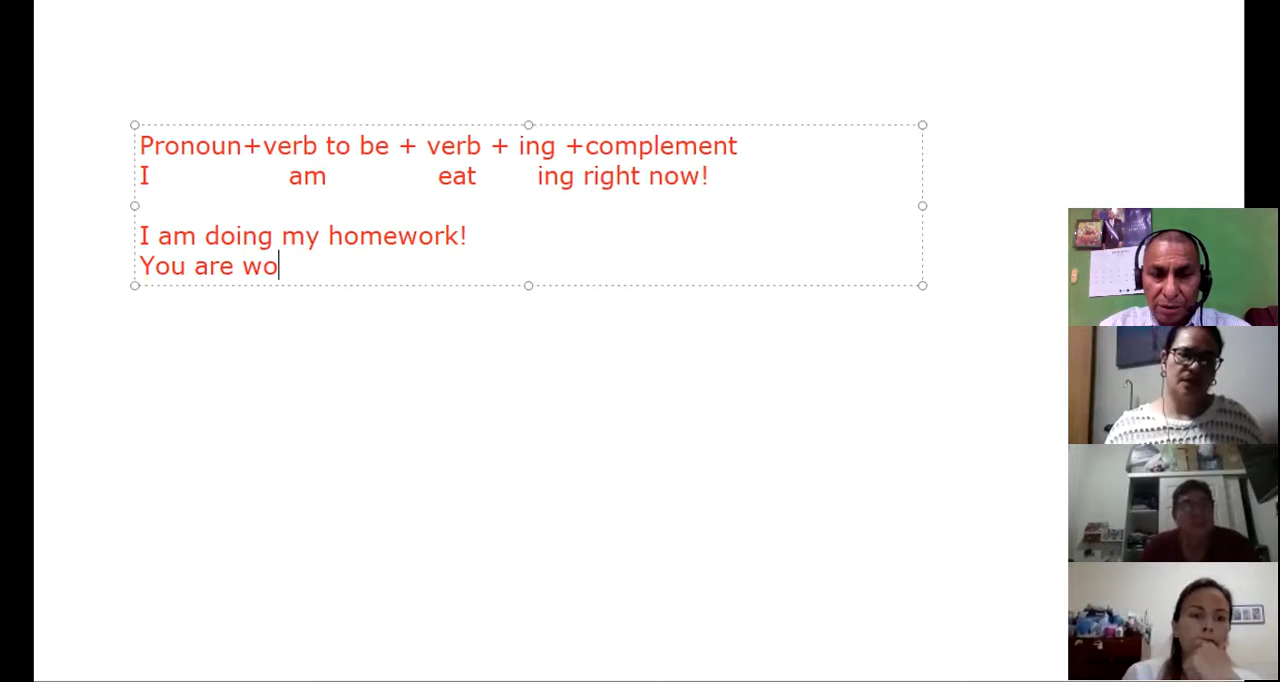 Pronoun+verb to be + verb + ing +complement
I am eat ing right now!
I am doing my homework!
You are wo